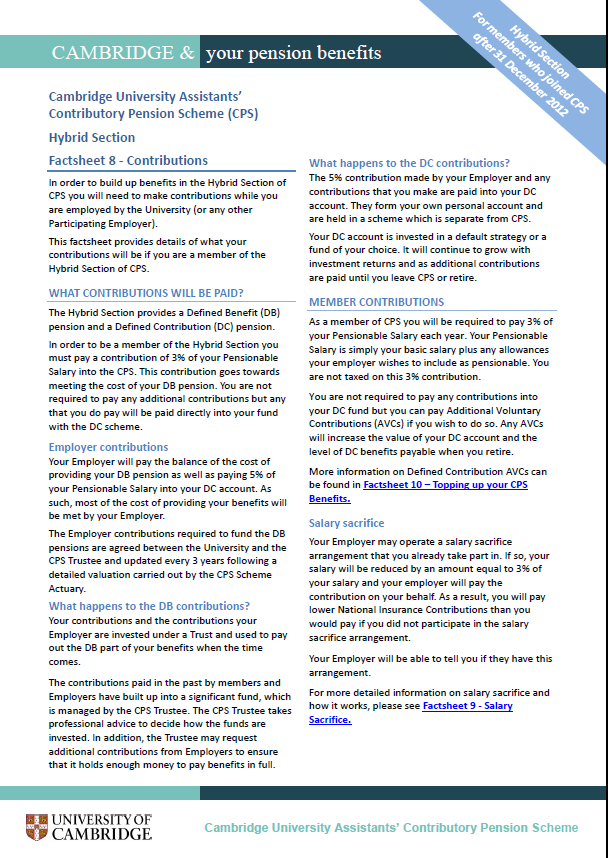 Hybrid Section
For members who joined CPS
after 31 December 2012
CAMBRIDGE & your pension benefits
Cambridge University Assistants’
Contributory Pension Scheme (CPS)
Hybrid Section
Factsheet 8 - Contributions
In order to build up benefits in the Hybrid Section of
CPS you will need to make contributions while you
are employed by the University (or any other
Participating Employer).
This factsheet provides details of what your
contributions will be if you are a member of the
Hybrid Section of CPS.
WHAT CONTRIBUTIONS WILL BE PAID?
The Hybrid Section provides a Defined Benefit (DB)
pension and a Defined Contribution (DC) pension.
In order to be a member of the Hybrid Section you
must pay a contribution of 3% of your Pensionable
Salary into the CPS. This contribution goes towards
meeting the cost of your DB pension. You are not
required to pay any additional contributions but any
that you do pay will be paid directly into your fund
with the DC scheme.
Employer contributions
Your Employer will pay the balance of the cost of
providing your DB pension as well as paying 5% of
your Pensionable Salary into your DC account. As
such, most of the cost of providing your benefits will
be met by your Employer.
The Employer contributions required to fund the DB
pensions are agreed between the University and the
CPS Trustee and updated every 3 years following a
detailed valuation carried out by the CPS Scheme
Actuary.
What happens to the DB contributions?
Your contributions and the contributions your
Employer are invested under a Trust and used to pay
out the DB part of your benefits when the time
comes.
The contributions paid in the past by members and
Employers have built up into a significant fund, which
is managed by the CPS Trustee. The CPS Trustee takes
professional advice to decide how the funds are
invested. In addition, the Trustee may request
additional contributions from Employers to ensure
that it holds enough money to pay benefits in full.
What happens to the DC contributions?
The 5% contribution made by your Employer and any
contributions that you make are paid into your DC
account. They form your own personal account and
are held in a scheme which is separate from CPS.
Your DC account is invested in a default strategy or a
fund of your choice. It will continue to grow with
investment returns and as additional contributions
are paid until you leave CPS or retire.
MEMBER CONTRIBUTIONS
As a member of CPS you will be required to pay 3% of
your Pensionable Salary each year. Your Pensionable
Salary is simply your basic salary plus any allowances
your employer wishes to include as pensionable. You
are not taxed on this 3% contribution.
You are not required to pay any contributions into
your DC fund but you can pay Additional Voluntary
Contributions (AVCs) if you wish to do so. Any AVCs
will increase the value of your DC account and the
level of DC benefits payable when you retire.
More information on Defined Contribution AVCs can
be found in Factsheet 10 – Topping up your CPS
Benefits.
Salary sacrifice
Your Employer may operate a salary sacrifice
arrangement that you already take part in. If so, your
salary will be reduced by an amount equal to 3% of
your salary and your employer will pay the
contribution on your behalf. As a result, you will pay
lower National Insurance Contributions than you
would pay if you did not participate in the salary
sacrifice arrangement.
Your Employer will be able to tell you if they have this
arrangement.
For more detailed information on salary sacrifice and
how it works, please see Factsheet 9 - Salary
Sacrifice.
UNIVERSITY OF
CAMBRIDGE
Cambridge University Assistants’ Contributory Pension Scheme